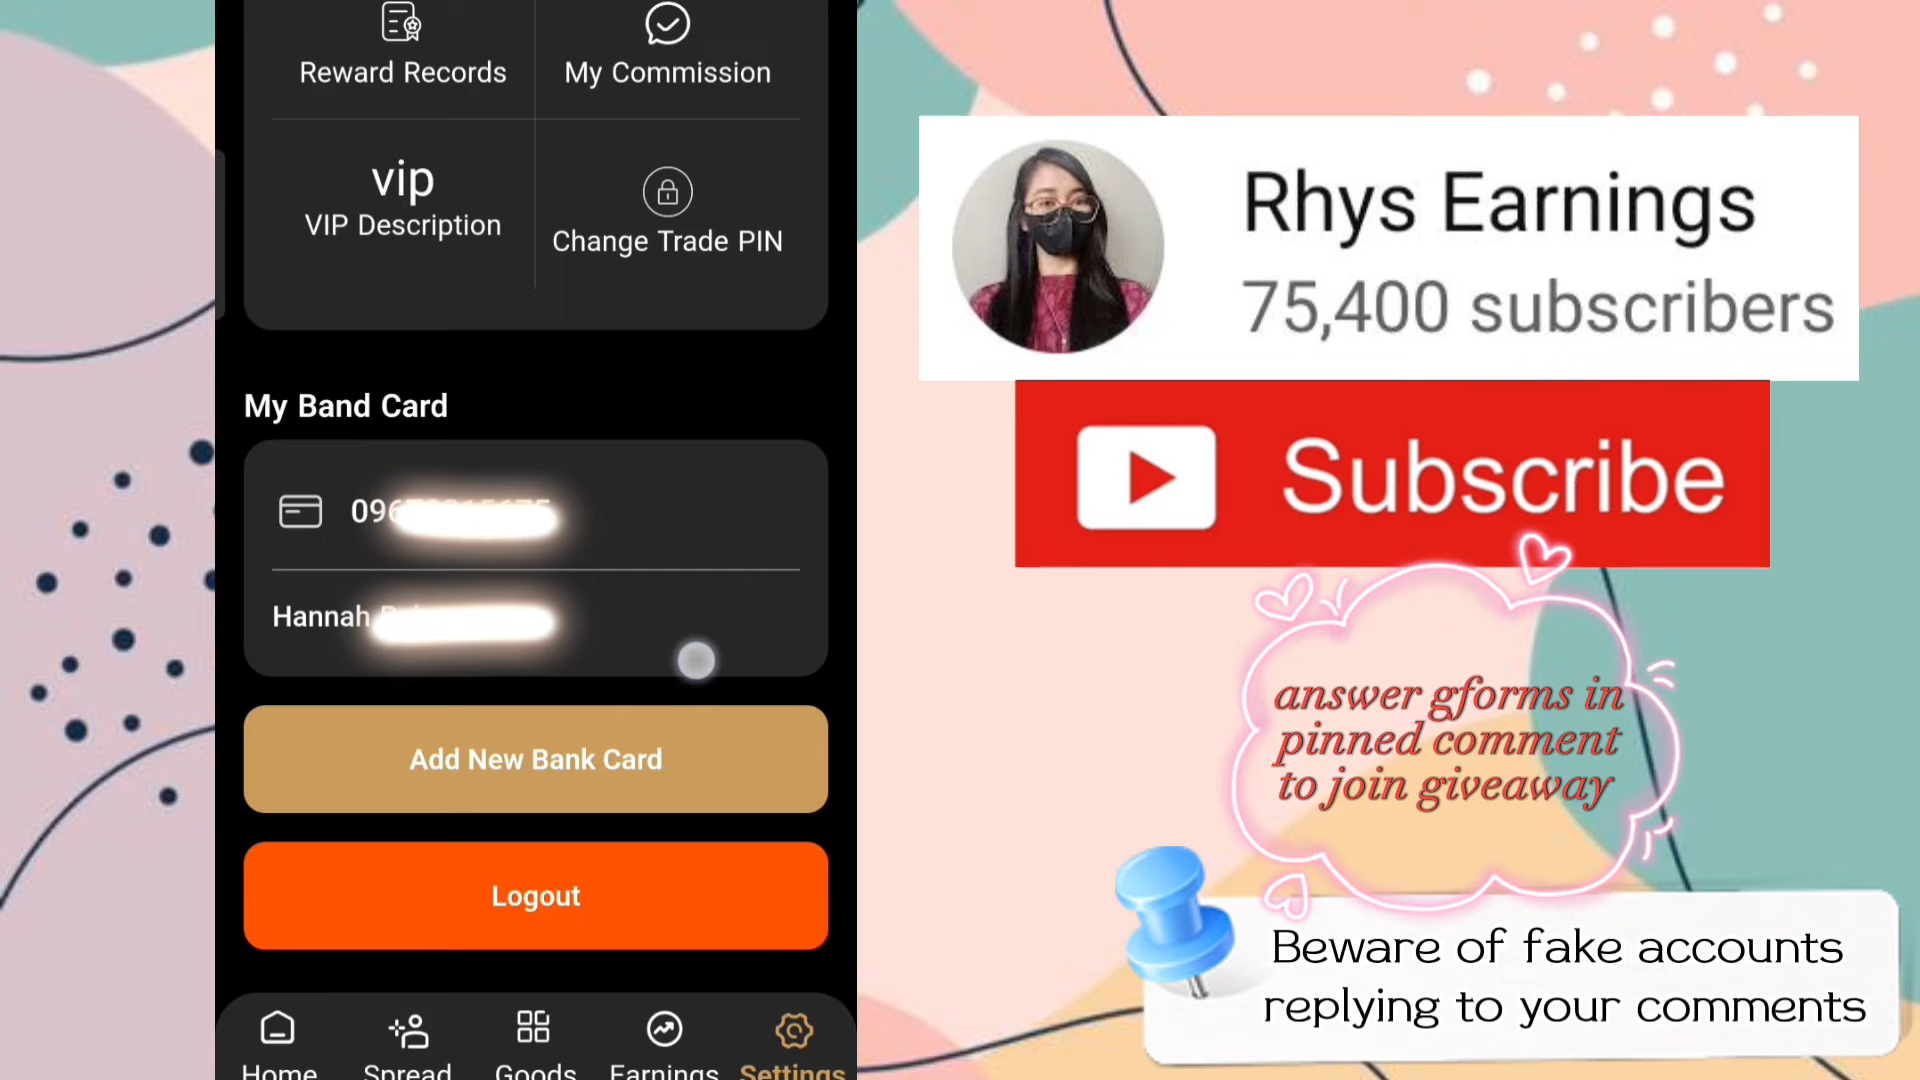 Reward Records
My Commission
vip
VIP Description
Change Trade PIN
My Band Card
Hannah
Add New Bank Card
Logout
Home
Spread
Goods
Earnings
Settings
Rhys Earnings
75,400 subscribers
Subscribe
answer gforms in
pinned comment
to join giveaway
Beware of fake accounts
replying to your comments